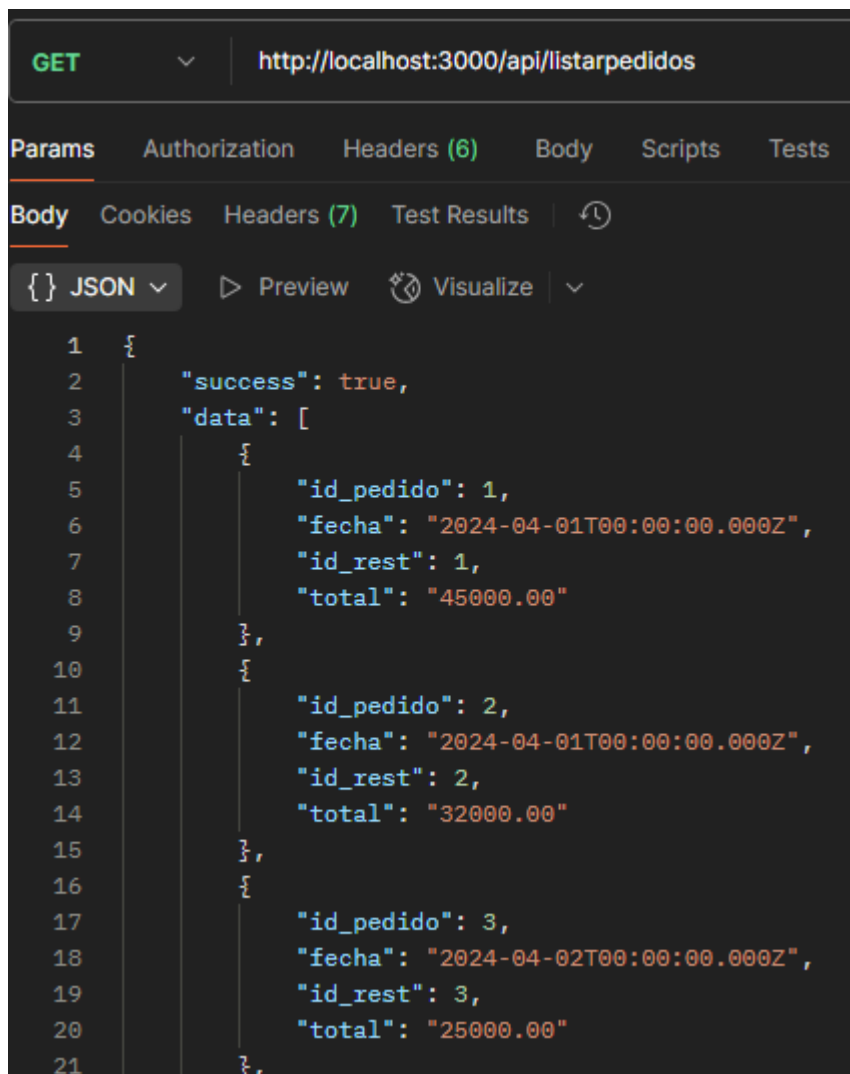 GET http://localhost:3000/api/listarpedidos
Params Authorization Headers (6) Body Scripts Tests
Body Cookies Headers (7) Test Results
{} JSON Preview Visualize
1 {
2 "success": true,
3 "data": [
4 {
5 "id_pedido": 1,
6 "fecha": "2024-04-01T00:00:00.000Z",
7 "id_rest": 1,
8 "total": "45000.00"
9 },
10 {
11 "id_pedido": 2,
12 "fecha": "2024-04-01T00:00:00.000Z",
13 "id_rest": 2,
14 "total": "32000.00"
15 },
16 {
17 "id_pedido": 3,
18 "fecha": "2024-04-02T00:00:00.000Z",
19 "id_rest": 3,
20 "total": "25000.00"
21 },